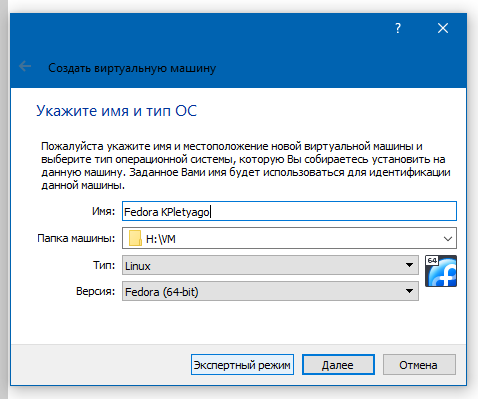 ?
Создать виртуальную машину
Укажите имя и тип ОС
Пожалуйста укажите имя и местоположение новой виртуальной машины и
выберите тип операционной системы, которую Вы собираетесь установить на
данную машину. Заданное Вами имя будет использоваться для идентификации
данной машины.
Имя: Fedora KPletyago
Папка машины: H:\VM
Тип: Linux
64
Версия: Fedora (64-bit)
Экспертный режим Далее Отмена